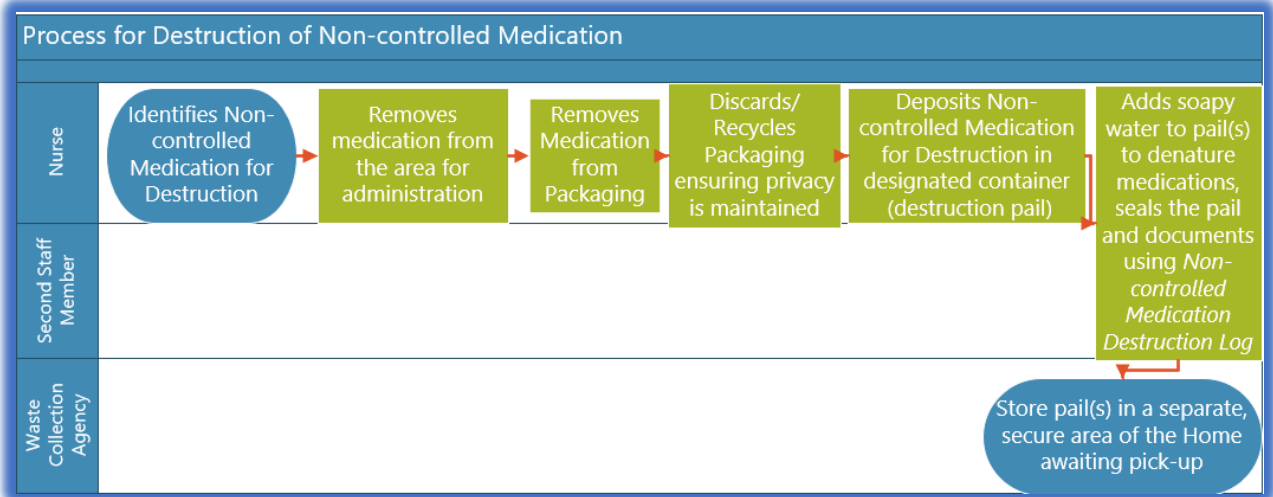 Process for Destruction of Non-controlled Medication
Nurse
Identifies Non-
controlled
Medication for
Destruction
Removes
medication from
the area for
administration
Removes
Medication
from
Packaging
Discards/
Recycles
Packaging
ensuring privacy
is maintained
Deposits Non-
controlled Medication
for Destruction in
designated container
(destruction pail)
Adds soapy
water to pail(s)
to denature
medications,
seals the pail
and documents
using Non-
controlled
Medication
Destruction Log
Second Staff
Member
Waste
Collection
Agency
Store pail(s) in a separate,
secure area of the Home
awaiting pick-up